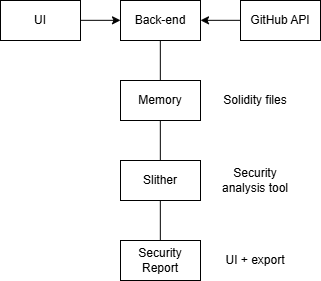 UI
Back-end
GitHub API
Memory
Solidity files
Slither
Security
analysis tool
Security
Report
UI + export